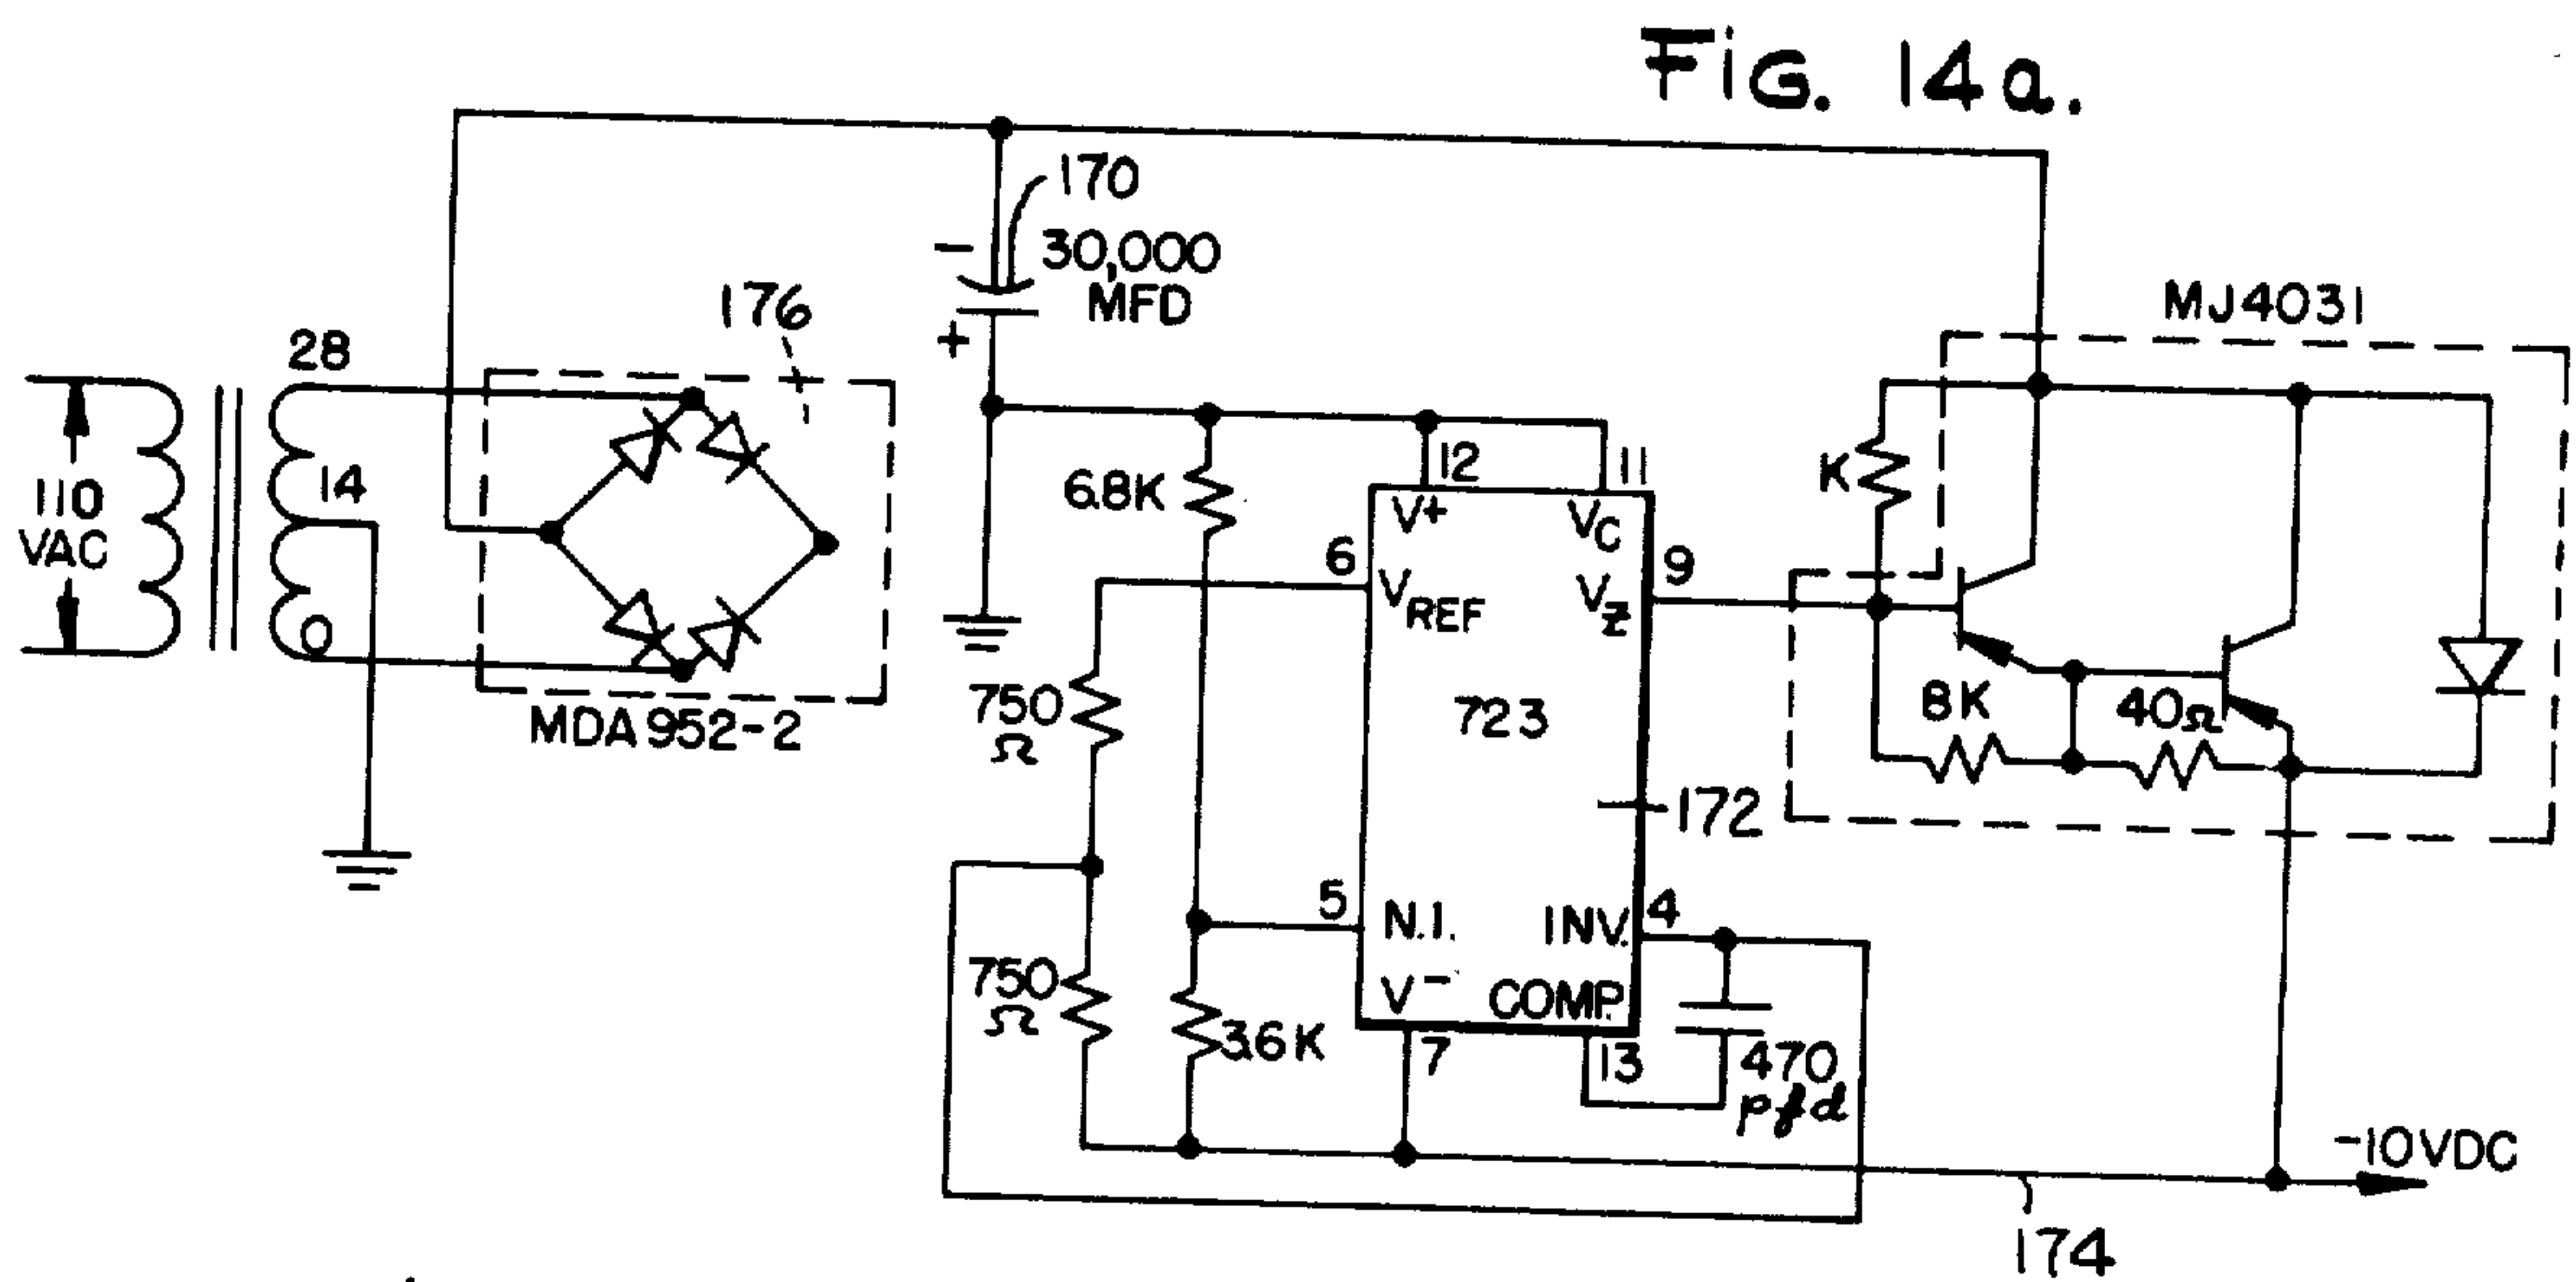 FiG. 14a.
170
- 30,000
MFD
+
176
28
14
0
110
VAC
MDA 952-2
MJ4031
K
6.8K
12
11
V+
VC
6
VREF
VZ
9
750
Ω
723
8K
40Ω
172
5
N.I.
INV.
4
V-
COMP.
750
Ω
3.6K
7
13
470
pfd
-10VDC
174